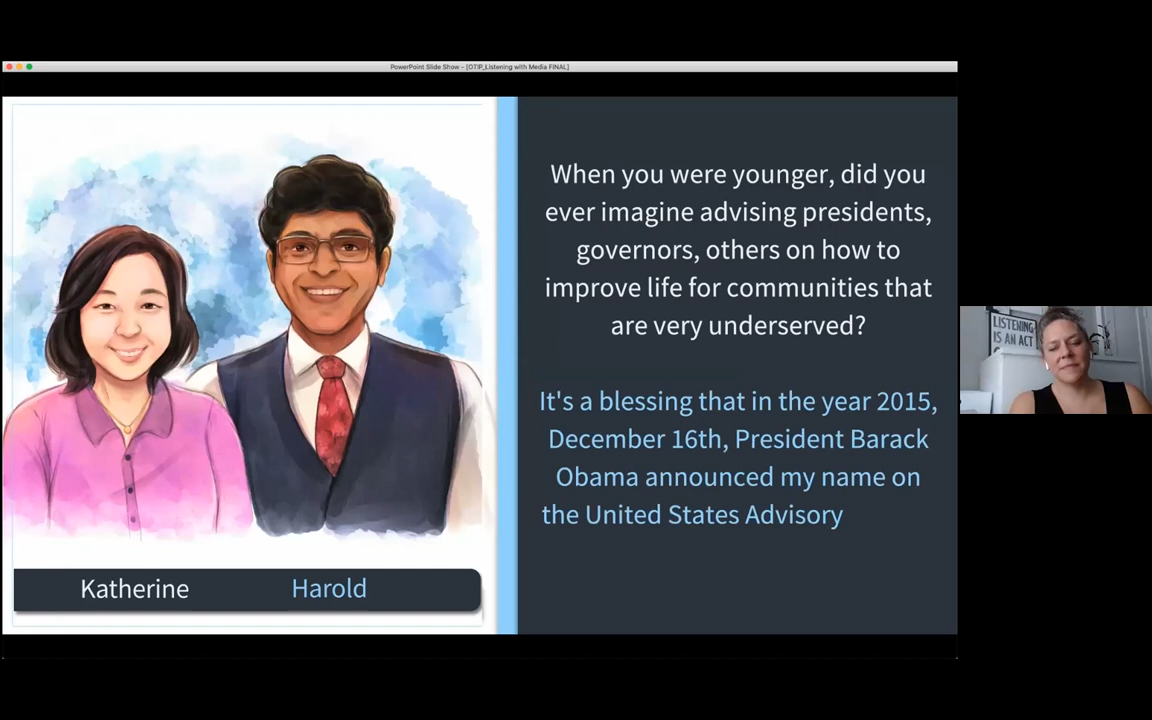 PowerPoint Slide Show - [OTIP_Listening with Media FINAL]
When you were younger, did you
ever imagine advising presidents,
governors, others on how to
improve life for communities that
are very underserved?
It's a blessing that in the year 2015,
December 16th, President Barack
Obama announced my name on
the United States Advisory
Katherine
Harold
LISTENING
IS AN ACT